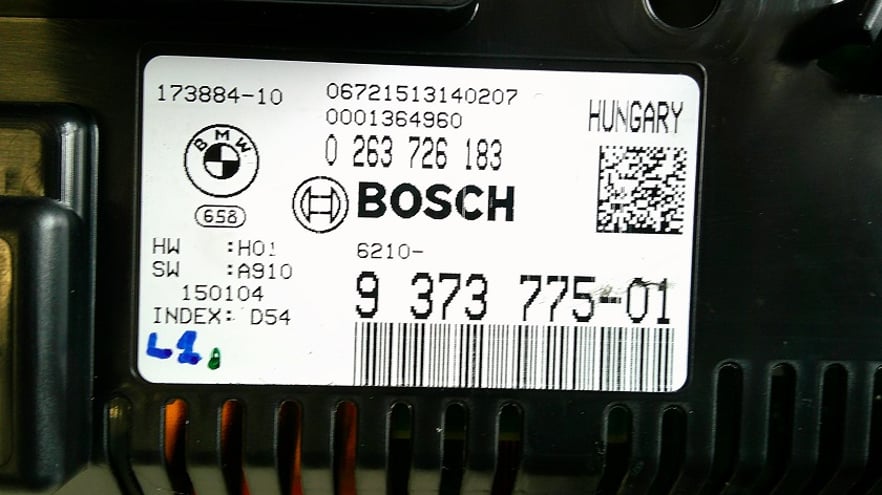 173884-10
06721513140207
0001364960
HUNGARY
0 263 726 183
BMW
BOSCH
658
HW :H01
SW :A910
150104
INDEX: D54
6210-
9 373 775-01
L1.